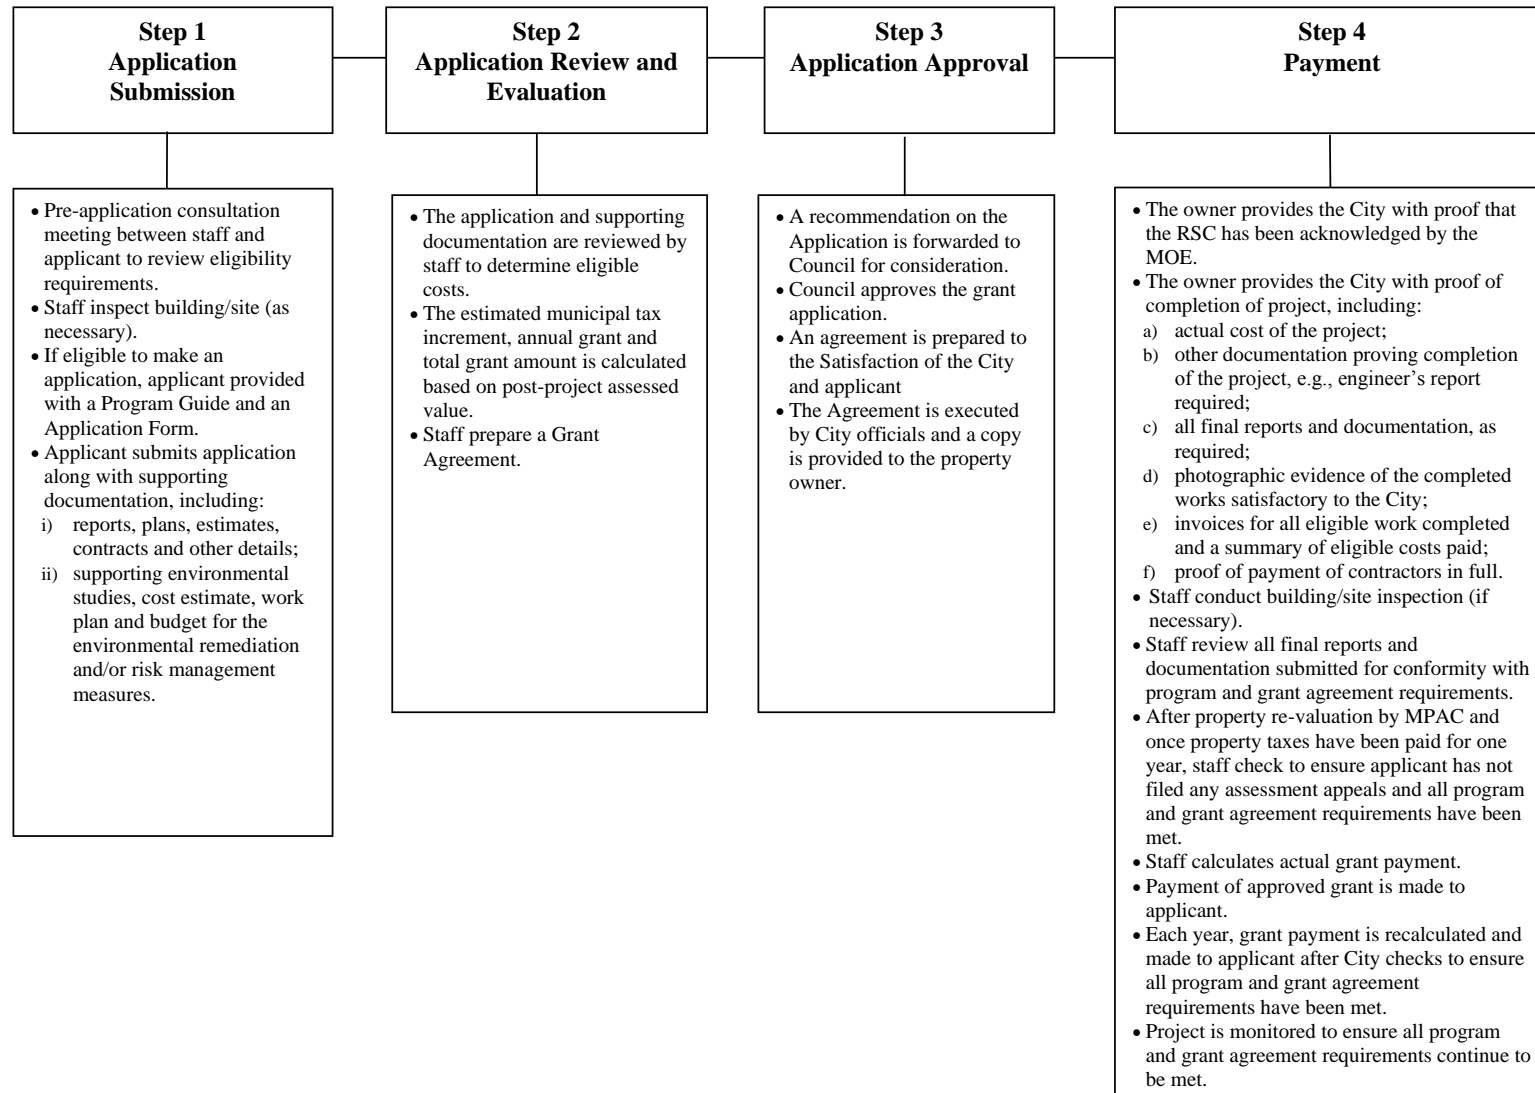 Step 1
Application
Submission
Step 2
Application Review and
Evaluation
Step 3
Application Approval
Step 4
Payment
• Pre-application consultation
meeting between staff and
applicant to review eligibility
requirements.
• Staff inspect building/site (as
necessary).
• If eligible to make an
application, applicant provided
with a Program Guide and an
Application Form.
• Applicant submits application
along with supporting
documentation, including:
i) reports, plans, estimates,
contracts and other details;
ii) supporting environmental
studies, cost estimate, work
plan and budget for the
environmental remediation
and/or risk management
measures.
• The application and supporting
documentation are reviewed by
staff to determine eligible
costs.
• The estimated municipal tax
increment, annual grant and
total grant amount is calculated
based on post-project assessed
value.
• Staff prepare a Grant
Agreement.
• A recommendation on the
Application is forwarded to
Council for consideration.
• Council approves the grant
application.
• An agreement is prepared to
the Satisfaction of the City
and applicant
• The Agreement is executed
by City officials and a copy
is provided to the property
owner.
• The owner provides the City with proof that
the RSC has been acknowledged by the
MOE.
• The owner provides the City with proof of
completion of project, including:
a) actual cost of the project;
b) other documentation proving completion
of the project, e.g., engineer’s report
required;
c) all final reports and documentation, as
required;
d) photographic evidence of the completed
works satisfactory to the City;
e) invoices for all eligible work completed
and a summary of eligible costs paid;
f) proof of payment of contractors in full.
• Staff conduct building/site inspection (if
necessary).
• Staff review all final reports and
documentation submitted for conformity with
program and grant agreement requirements.
• After property re-valuation by MPAC and
once property taxes have been paid for one
year, staff check to ensure applicant has not
filed any assessment appeals and all program
and grant agreement requirements have been
met.
• Staff calculates actual grant payment.
• Payment of approved grant is made to
applicant.
• Each year, grant payment is recalculated and
made to applicant after City checks to ensure
all program and grant agreement
requirements have been met.
• Project is monitored to ensure all program
and grant agreement requirements continue to
be met.